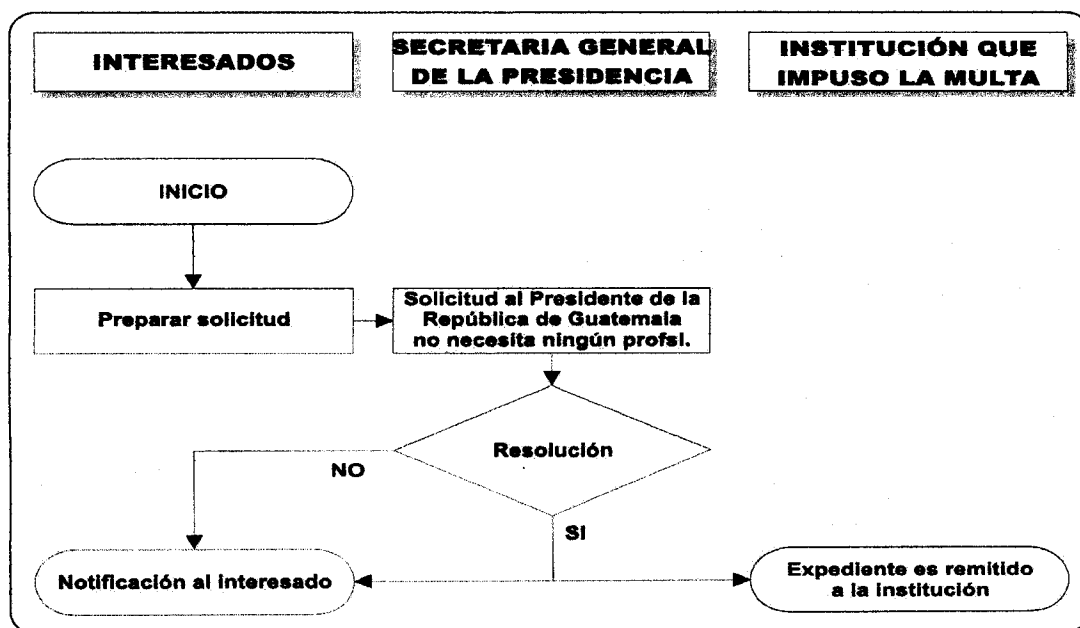 INTERESADOS
SECRETARIA GENERAL
DE LA PRESIDENCIA
INSTITUCIÓN QUE
IMPUSO LA MULTA
INICIO
Preparar solicitud
Solicitud al Presidente de la
República de Guatemala
no necesita ningún profsl.
Resolución
NO
SI
Notificación al interesado
Expediente es remitido
a la institución